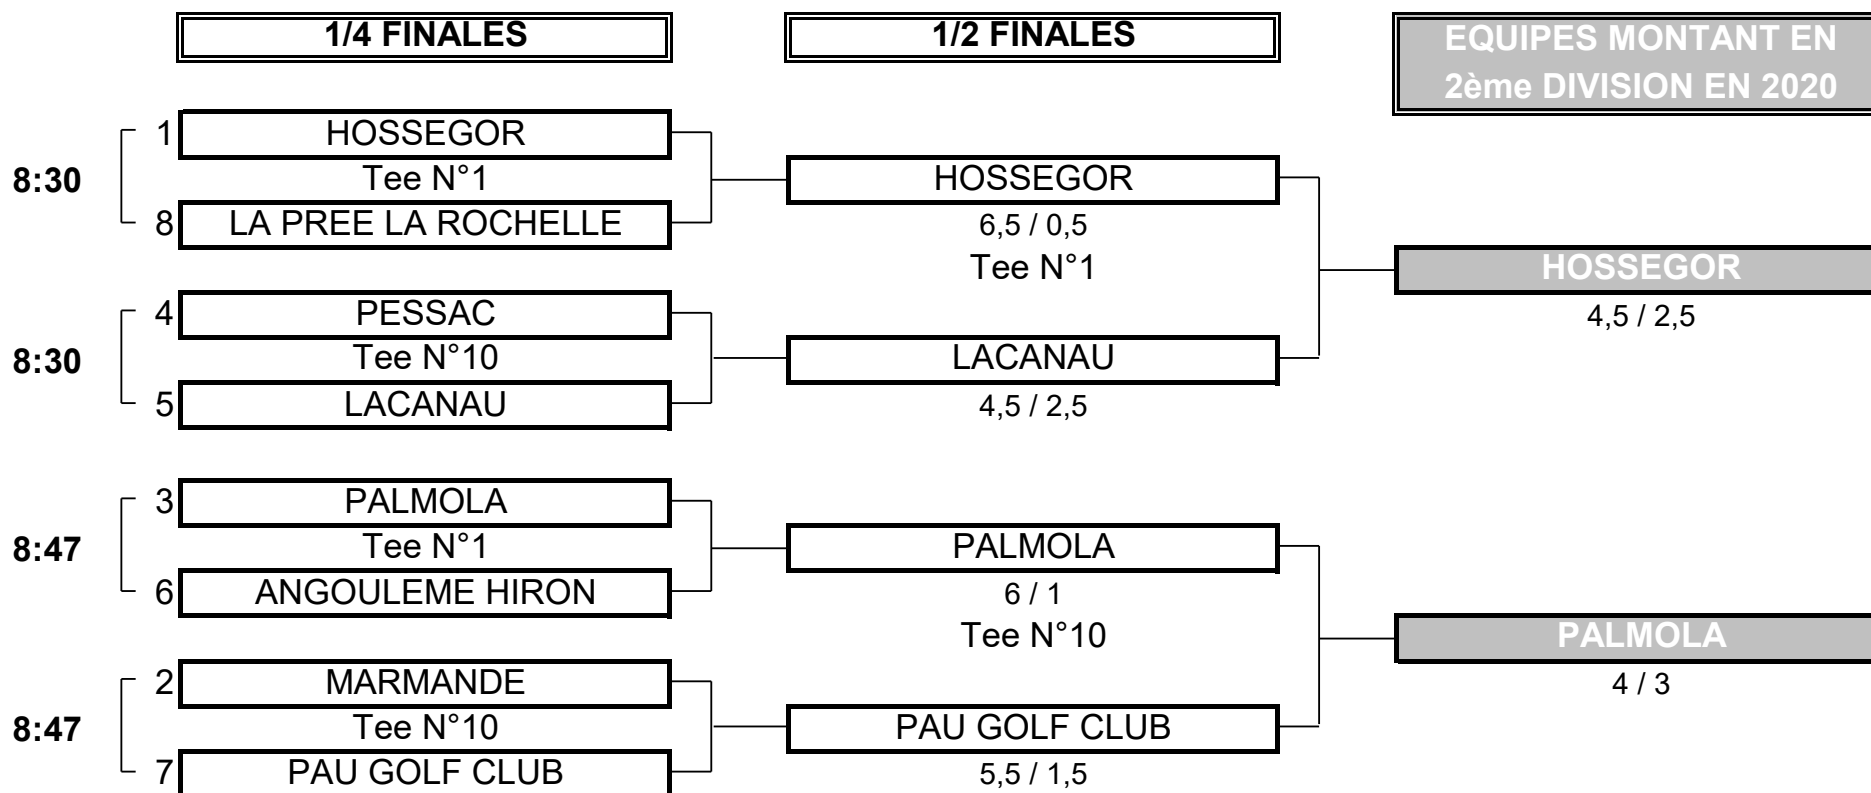 1/4 FINALES
1/2 FINALES
EQUIPES MONTANT EN
2ème DIVISION EN 2020
8:30
1 HOSSEGOR
Tee N°1
8 LA PREE LA ROCHELLE
HOSSEGOR
6,5 / 0,5
Tee N°1
HOSSEGOR
4,5 / 2,5
8:30
4 PESSAC
Tee N°10
5 LACANAU
LACANAU
4,5 / 2,5
8:47
3 PALMOLA
Tee N°1
6 ANGOULEME HIRON
PALMOLA
6 / 1
Tee N°10
PALMOLA
4 / 3
8:47
2 MARMANDE
Tee N°10
7 PAU GOLF CLUB
PAU GOLF CLUB
5,5 / 1,5